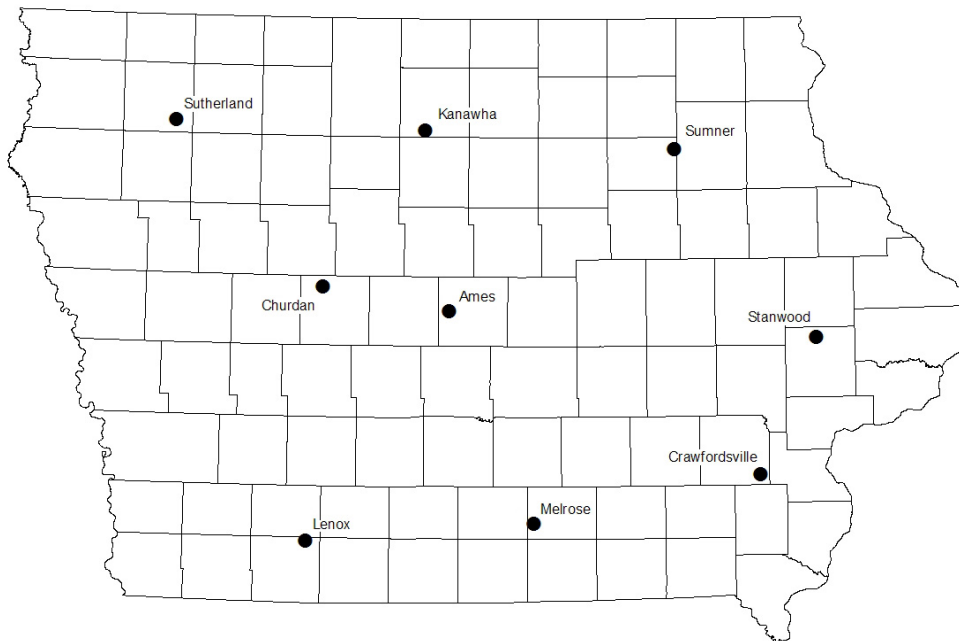 Sutherland
Kanawha
Sumner
Churdan
Ames
Stanwood
Crawfordsville
Melrose
Lenox